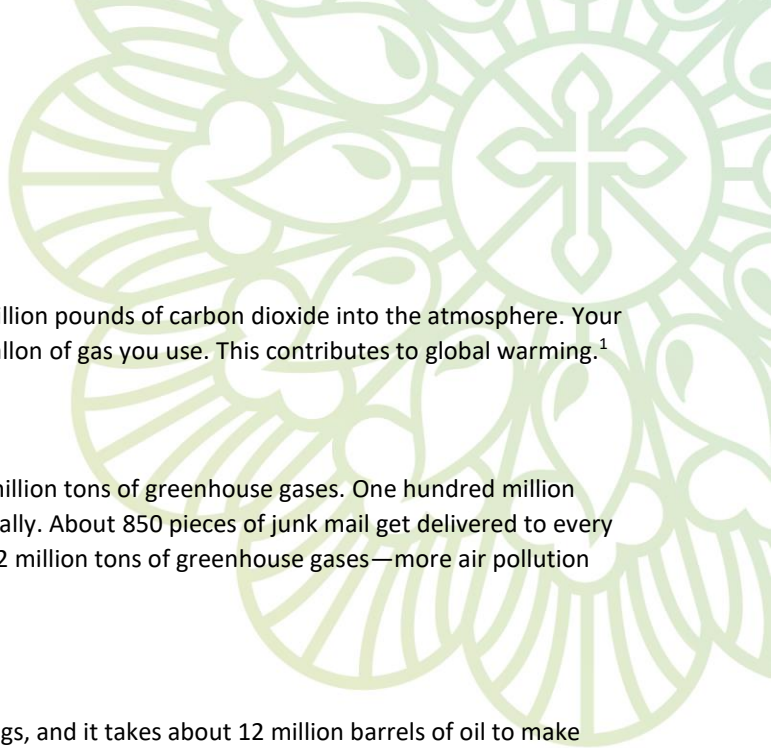 illion pounds of carbon dioxide into the atmosphere. Your
allon of gas you use. This contributes to global warming.1
million tons of greenhouse gases. One hundred million
ally. About 850 pieces of junk mail get delivered to every
2 million tons of greenhouse gases—more air pollution
gs, and it takes about 12 million barrels of oil to make